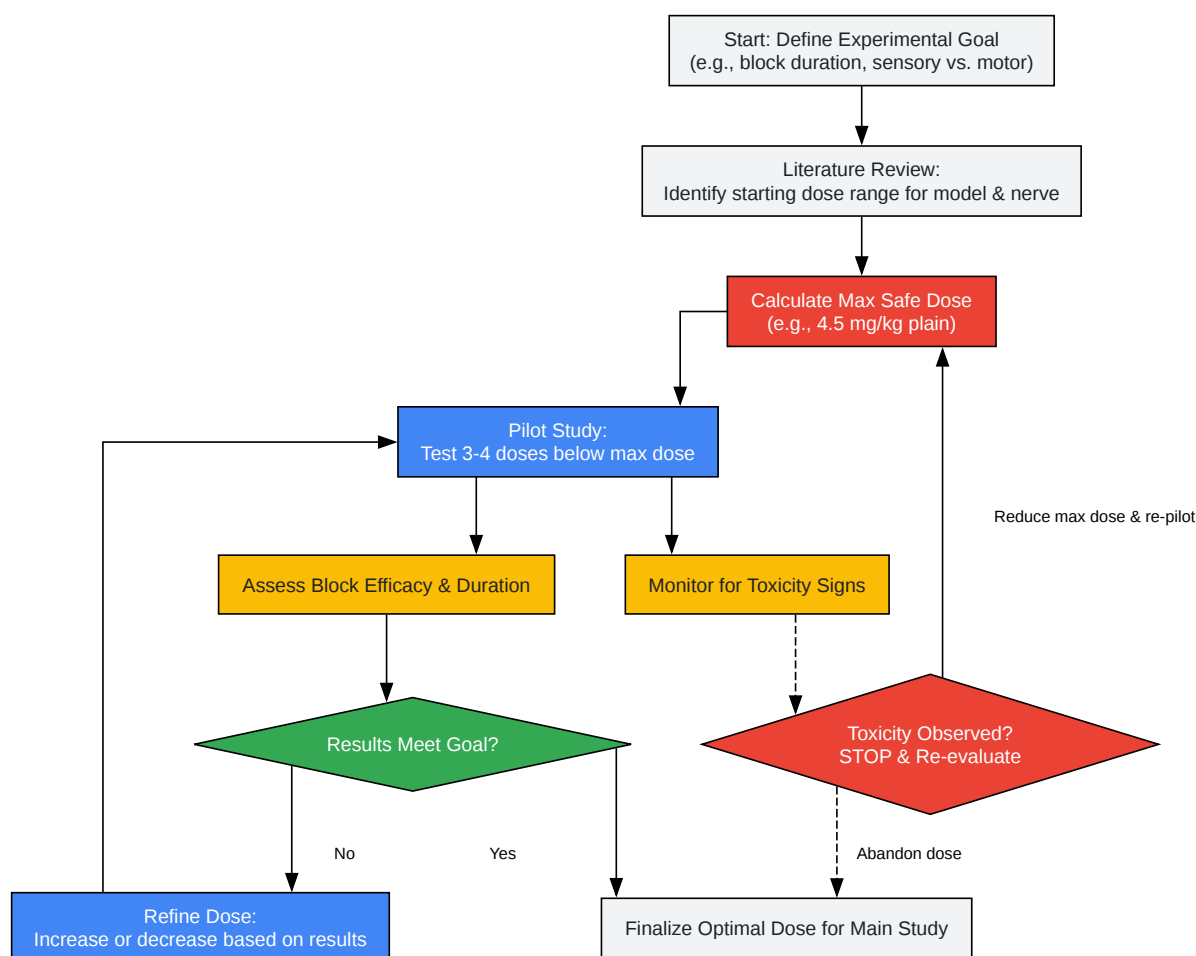 Start: Define Experimental Goal
(e.g., block duration, sensory vs. motor)
Literature Review:
Identify starting dose range for model & nerve
Calculate Max Safe Dose
(e.g., 4.5 mg/kg plain)
Pilot Study:
Test 3-4 doses below max dose
Reduce max dose & re-pilot
Assess Block Efficacy & Duration
Monitor for Toxicity Signs
Results Meet Goal?
Toxicity Observed?
STOP & Re-evaluate
No
Yes
Abandon dose
Refine Dose:
Increase or decrease based on results
Finalize Optimal Dose for Main Study